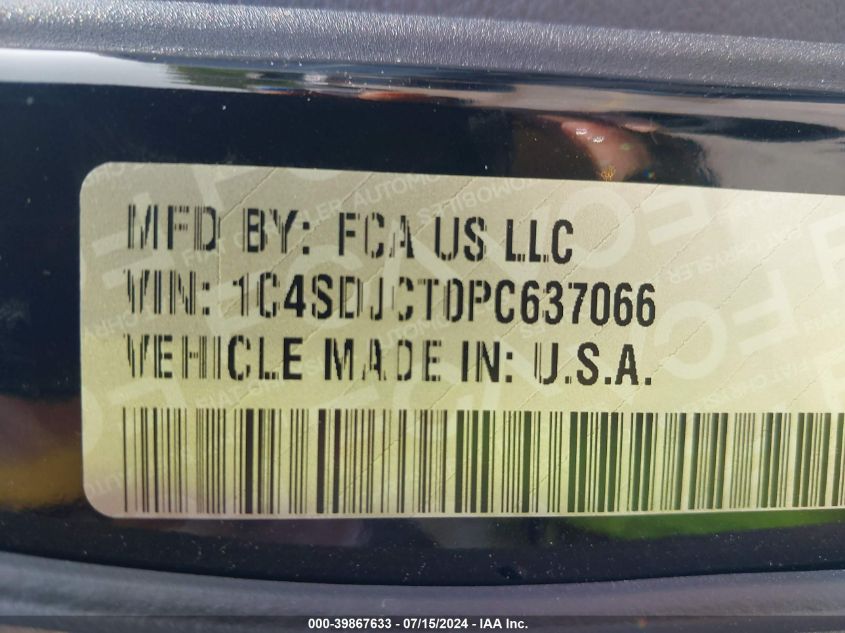 MFD BY: FCA US LLC
VIN: 1C4SDJCT0PC637066
VEHICLE MADE IN: U.S.A.
000-39867633 - 07/15/2024 - IAA Inc.